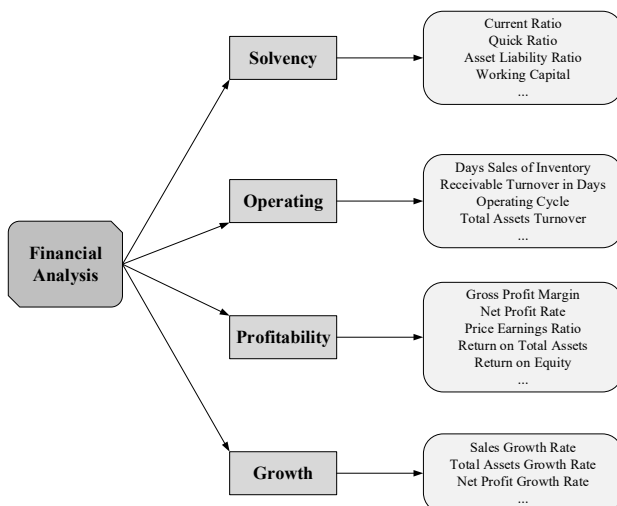 Financial
Analysis
Solvency
Current Ratio
Quick Ratio
Asset Liability Ratio
Working Capital
...
Operating
Days Sales of Inventory
Receivable Turnover in Days
Operating Cycle
Total Assets Turnover
...
Profitability
Gross Profit Margin
Net Profit Rate
Price Earnings Ratio
Return on Total Assets
Return on Equity
...
Growth
Sales Growth Rate
Total Assets Growth Rate
Net Profit Growth Rate
...